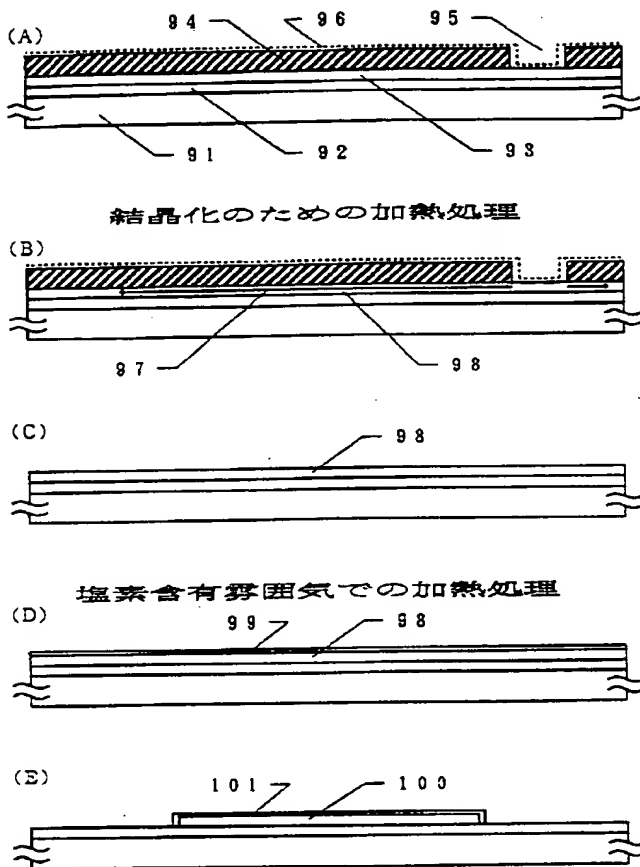 (A)
94 96 95
91 92 93
結晶化のための加熱処理
(B)
97 98
(C)
98
塩素含有雰囲気での加熱処理
(D)
99 98
(E)
101 100